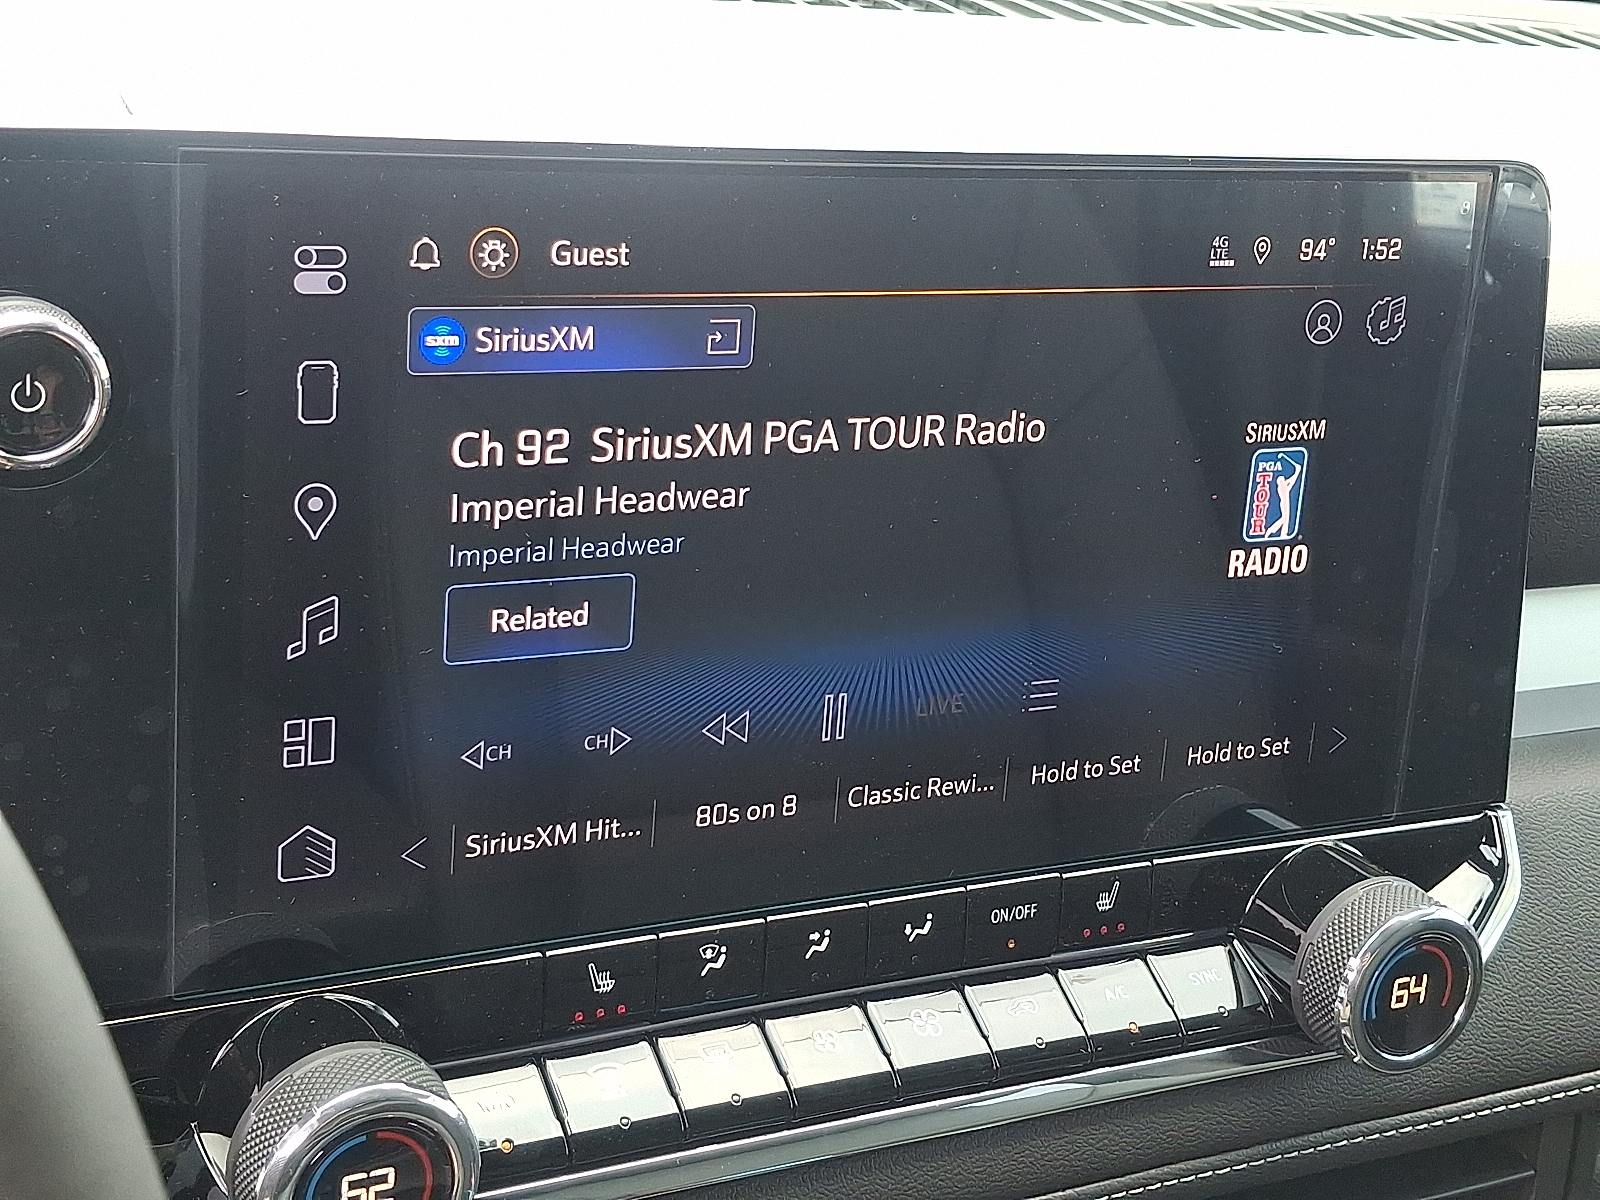 Guest
4G
LTE
94°
1:52
sxm
SiriusXM
Ch 92 SiriusXM PGA TOUR Radio
Imperial Headwear
Imperial Headwear
Related
SIRIUSXM
PGA
TOUR
RADIO
CH
CH
LIVE
SiriusXM Hit...
80s on 8
Classic Rewi...
Hold to Set
Hold to Set
ON/OFF
A/C
SYNC
64
62